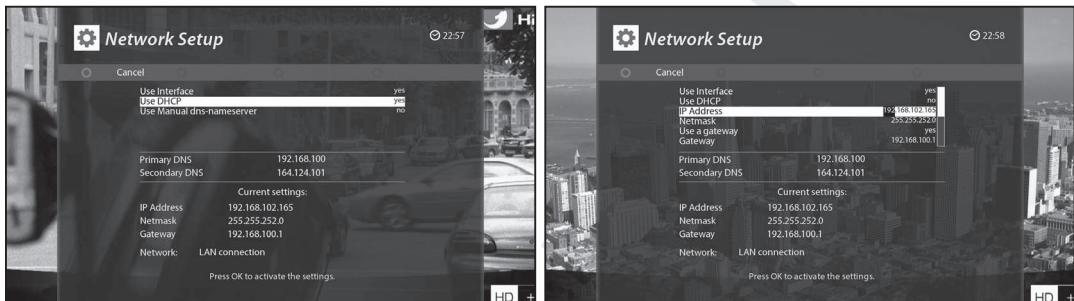 Hi
Network Setup
22:57
Cancel
Use Interface yes
Use DHCP yes
Use Manual dns-nameserver no
Primary DNS 192.168.100
Secondary DNS 164.124.101
Current settings:
IP Address 192.168.102.165
Netmask 255.255.252.0
Gateway 192.168.100.1
Network: LAN connection
Press OK to activate the settings.
HD +
Network Setup
22:58
Cancel
Use Interface yes
Use DHCP no
IP Address 192.168.102.165
Netmask 255.255.252.0
Use a gateway yes
Gateway 192.168.100.1
Primary DNS 192.168.100
Secondary DNS 164.124.101
Current settings:
IP Address 192.168.102.165
Netmask 255.255.252.0
Gateway 192.168.100.1
Network: LAN connection
Press OK to activate the settings.
HD +